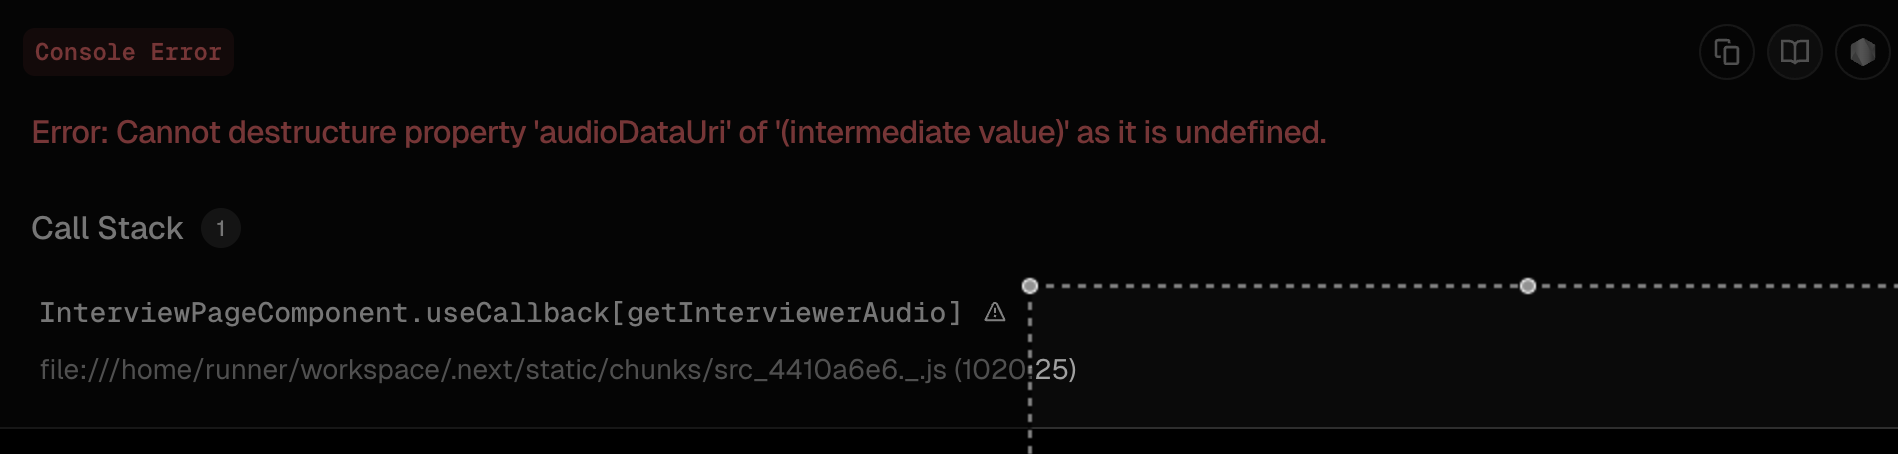 Console Error
Error: Cannot destructure property 'audioDataUri' of '(intermediate value)' as it is undefined.
Call Stack 1
InterviewPageComponent.useCallback[getInterviewerAudio]
file:///home/runner/workspace/.next/static/chunks/src_4410a6e6._.js (1020:25)